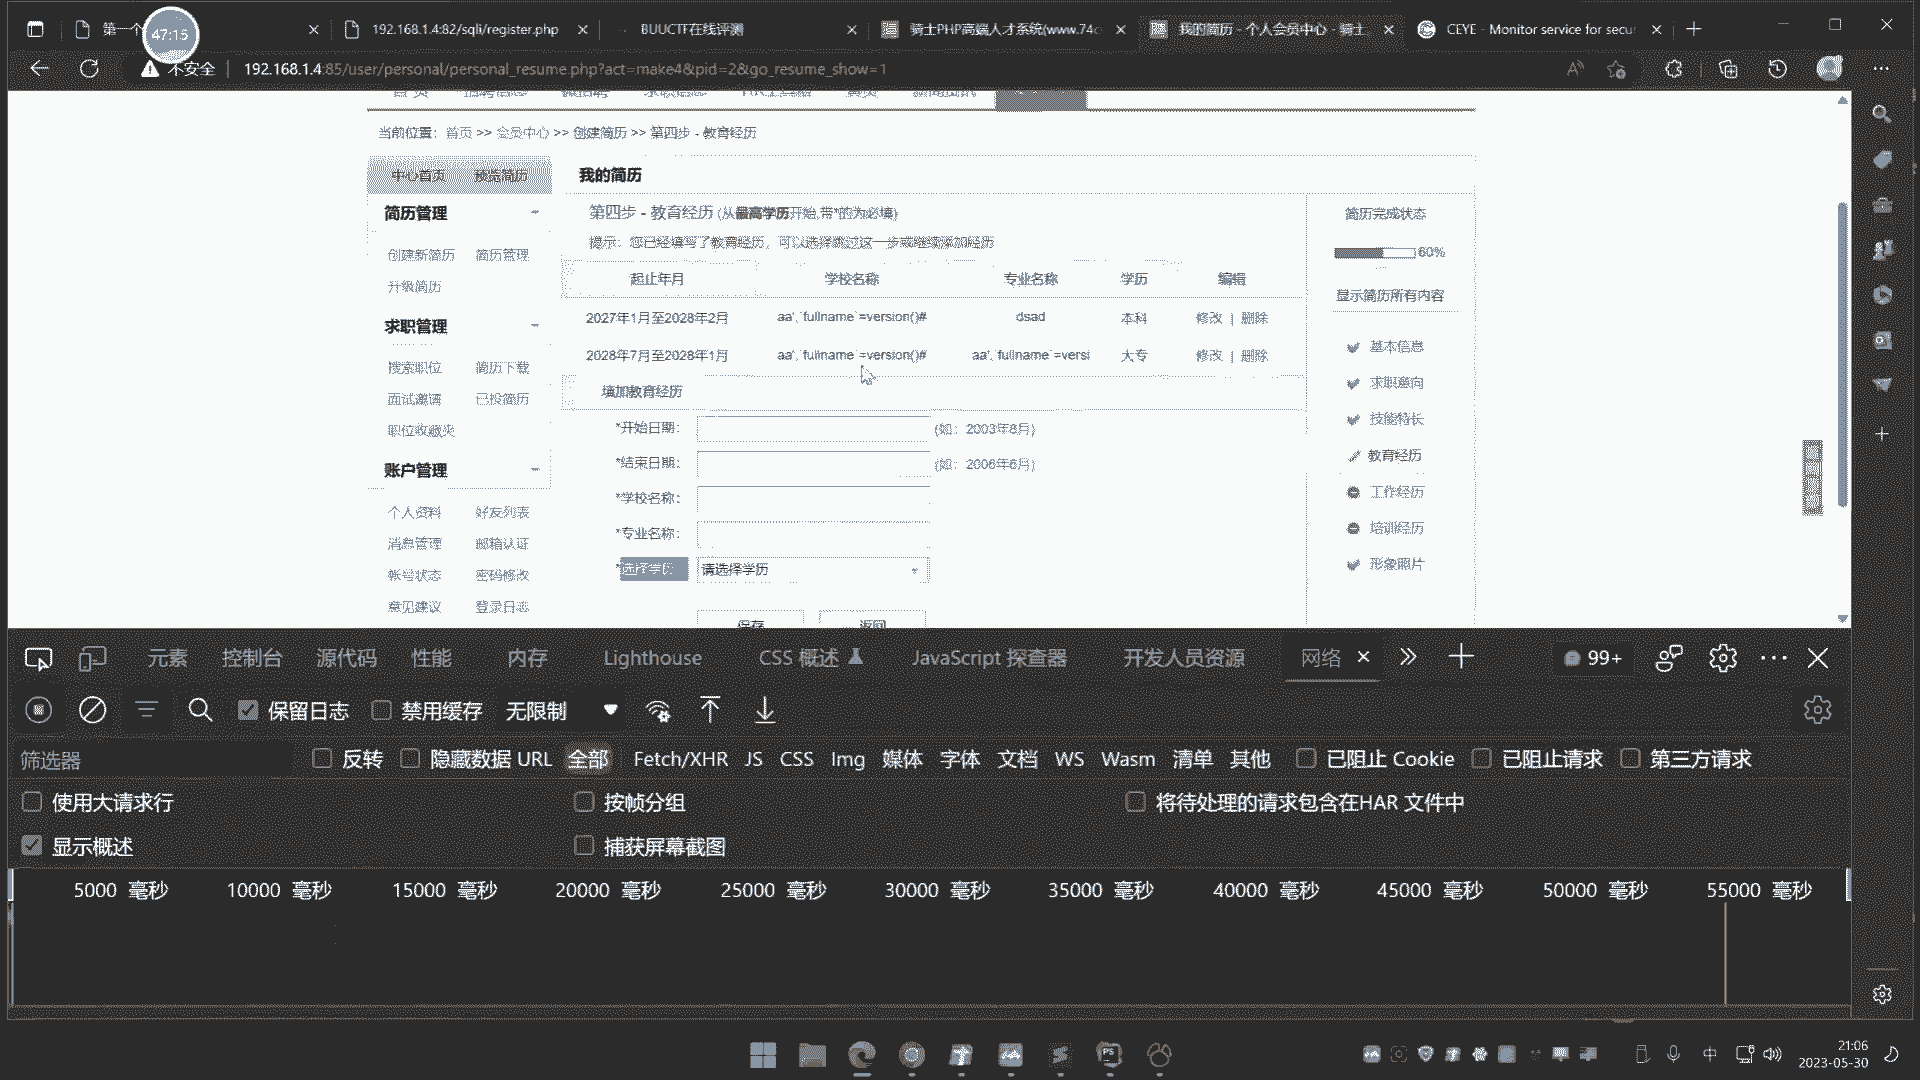 第一个
47:15
192.168.1.4:82/sqli/register.php
BUUCTF在线评测
骑士PHP高端人才系统(www.74c
我的简历 - 个人会员中心 - 骑士
CEYE - Monitor service for secu
不安全
192.168.1.4:85/user/personal/personal_resume.php?act=make4&pid=2&go_resume_show=1
当前位置：首页 >> 会员中心 >> 创建简历 >> 第四步 - 教育经历
中心首页 预览简历
我的简历
简历管理
创建新简历 简历管理
升级简历
求职管理
搜索职位 简历下载
面试邀请 已投简历
职位收藏夹
账户管理
个人资料 好友列表
消息管理 邮箱认证
帐号状态 密码修改
意见建议 登录日志
第四步 - 教育经历 (从最高学历开始,带*的为必填)
提示：您已经填写了教育经历，可以选择跳过这一步或继续添加经历
起止年月 学校名称 专业名称 学历 编辑
2027年1月至2028年2月 aa',`fullname`=version()# dsad 本科 修改 | 删除
2028年7月至2028年1月 aa',`fullname`=version()# aa',`fullname`=versi 大专 修改 | 删除
填加教育经历
*开始日期： (如：2003年8月)
*结束日期： (如：2006年6月)
*学校名称：
*专业名称：
*选择学历： 请选择学历
保存 返回
简历完成状态
60%
显示简历所有内容
基本信息
求职意向
技能特长
教育经历
工作经历
培训经历
形象照片
元素 控制台 源代码 性能 内存 Lighthouse CSS 概述 JavaScript 探查器 开发人员资源 网络 99+
保留日志 禁用缓存 无限制
筛选器 反转 隐藏数据 URL 全部 Fetch/XHR JS CSS Img 媒体 字体 文档 WS Wasm 清单 其他 已阻止 Cookie 已阻止请求 第三方请求
使用大请求行 按帧分组 将待处理的请求包含在HAR 文件中
显示概述 捕获屏幕截图
5000 毫秒 10000 毫秒 15000 毫秒 20000 毫秒 25000 毫秒 30000 毫秒 35000 毫秒 40000 毫秒 45000 毫秒 50000 毫秒 55000 毫秒
中
21:06
2023-05-30